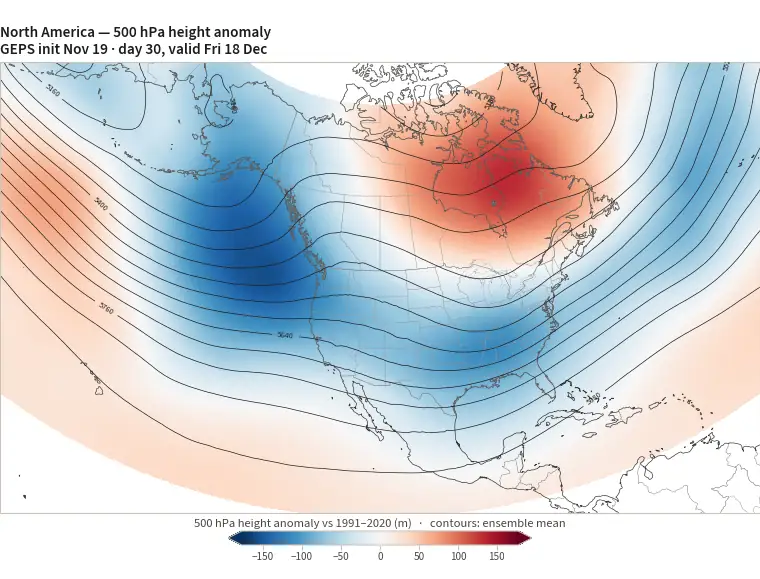 North America — 500 hPa height anomaly
GEPS init Nov 19 · day 30, valid Fri 18 Dec
5160
5400
5760
5640
500 hPa height anomaly vs 1991–2020 (m) · contours: ensemble mean
−150 −100 −50 0 50 100 150